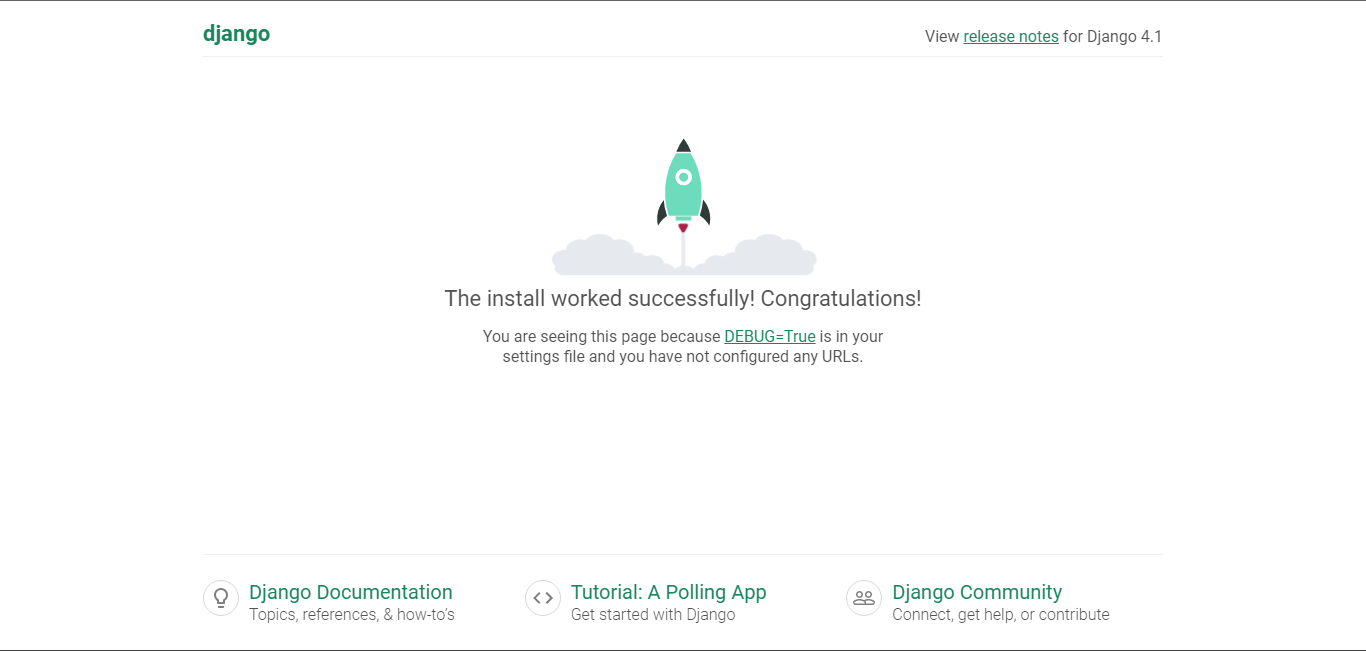 django
View release notes for Django 4.1
The install worked successfully! Congratulations!
You are seeing this page because DEBUG=True is in your
settings file and you have not configured any URLs.
Django Documentation
Topics, references, & how-to’s
Tutorial: A Polling App
Get started with Django
Django Community
Connect, get help, or contribute